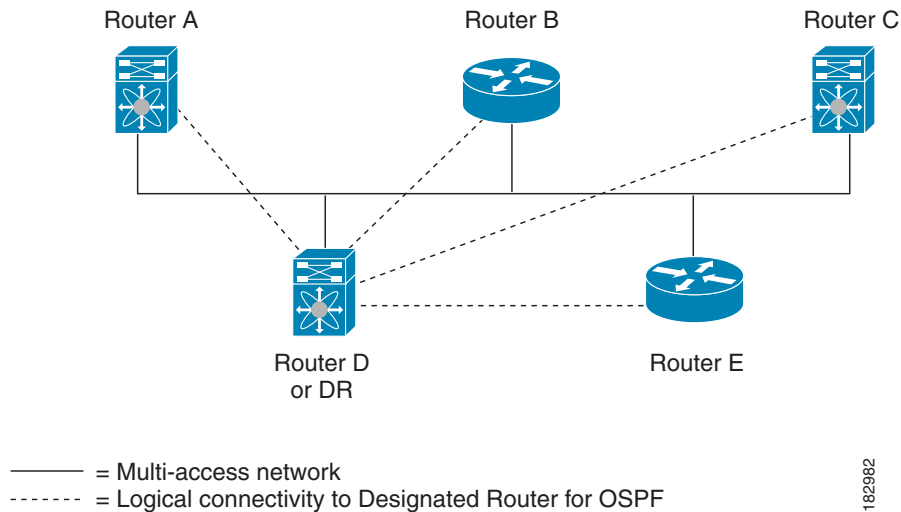 Router A
Router B
Router C
Router D
or DR
Router E
= Multi-access network
= Logical connectivity to Designated Router for OSPF
182982